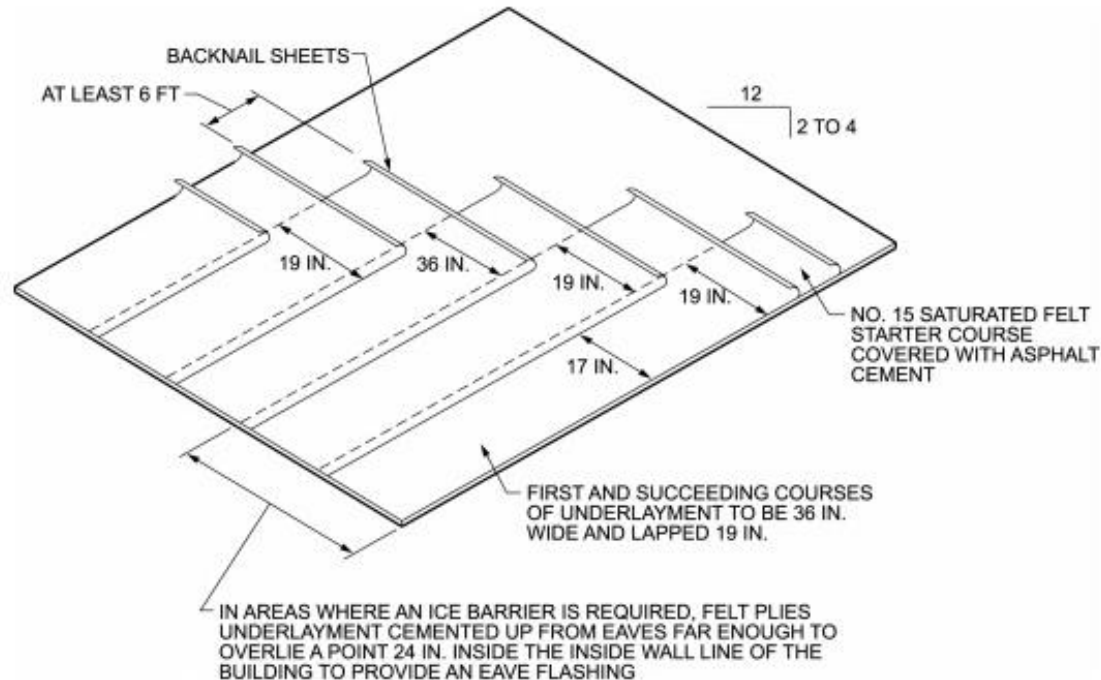 BACKNAIL SHEETS
AT LEAST 6 FT
12
2 TO 4
19 IN.
36 IN.
19 IN.
19 IN.
17 IN.
NO. 15 SATURATED FELT
STARTER COURSE
COVERED WITH ASPHALT
CEMENT
FIRST AND SUCCEEDING COURSES
OF UNDERLAYMENT TO BE 36 IN.
WIDE AND LAPPED 19 IN.
IN AREAS WHERE AN ICE BARRIER IS REQUIRED, FELT PLIES
UNDERLAYMENT CEMENTED UP FROM EAVES FAR ENOUGH TO
OVERLIE A POINT 24 IN. INSIDE THE INSIDE WALL LINE OF THE
BUILDING TO PROVIDE AN EAVE FLASHING